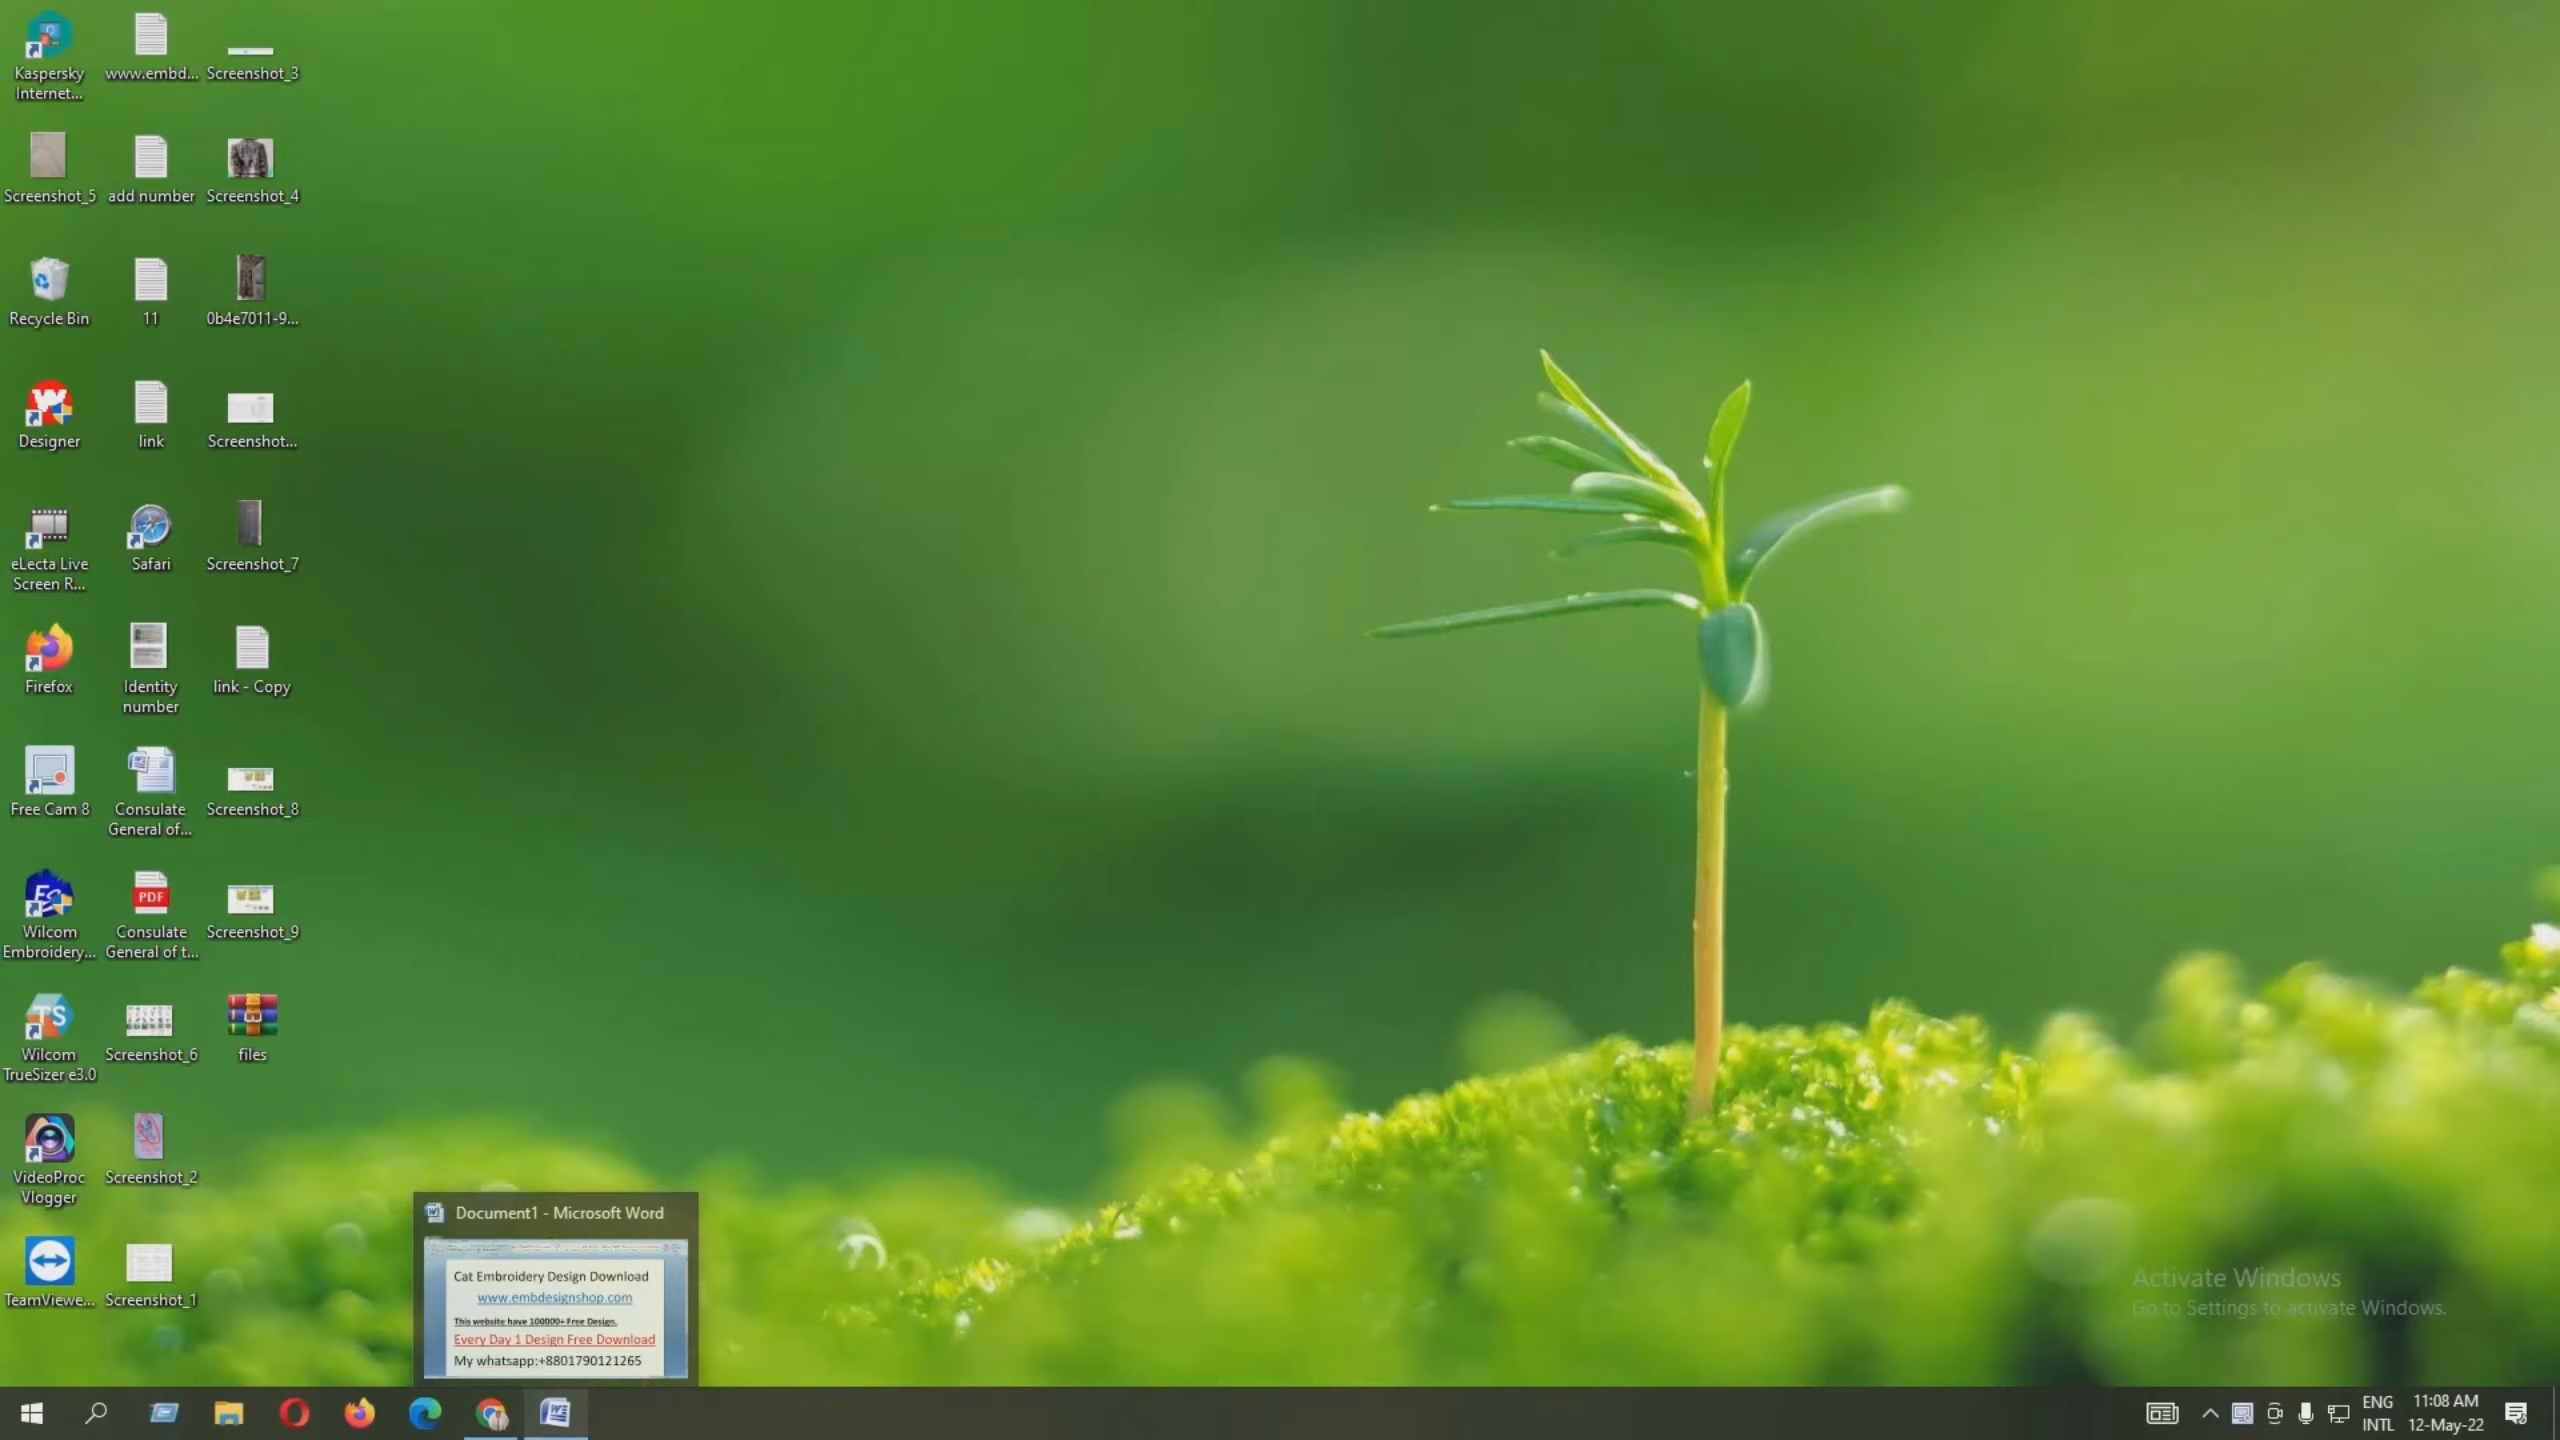 Kaspersky
Internet...
www.embd...
Screenshot_3
Screenshot_5
add number
Screenshot_4
Recycle Bin
11
0b4e7011-9...
Designer
link
Screenshot...
eLecta Live
Screen R...
Safari
Screenshot_7
Firefox
Identity
number
link - Copy
Free Cam 8
Consulate
General of...
Screenshot_8
Wilcom
Embroidery...
Consulate
General of t...
Screenshot_9
Wilcom
TrueSizer e3.0
Screenshot_6
files
VideoProc
Vlogger
Screenshot_2
TeamViewe...
Screenshot_1
Document1 - Microsoft Word
Cat Embroidery Design Download
www.embdesignshop.com
This website have 100000+ Free Design.
Every Day 1 Design Free Download
My whatsapp:+8801790121265
Activate Windows
Go to Settings to activate Windows.
ENG
INTL
11:08 AM
12-May-22